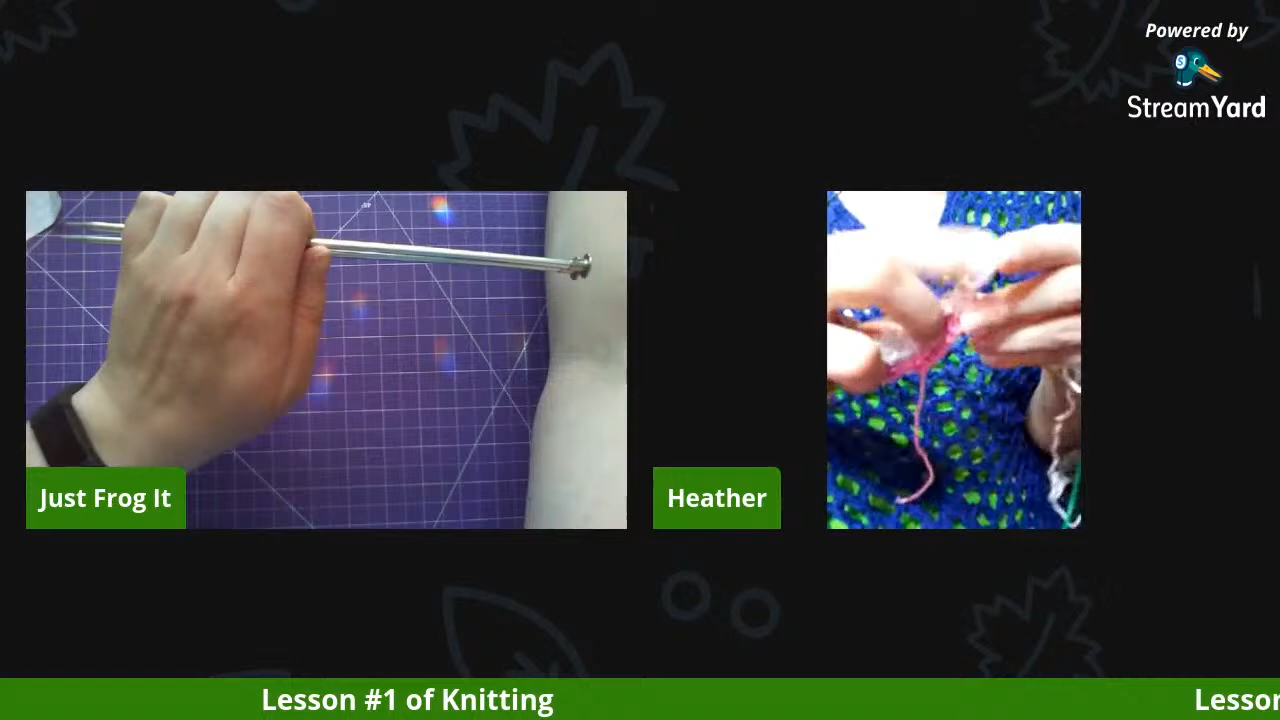 Powered by
StreamYard
Just Frog It
Heather
Lesson #1 of Knitting
Lesson